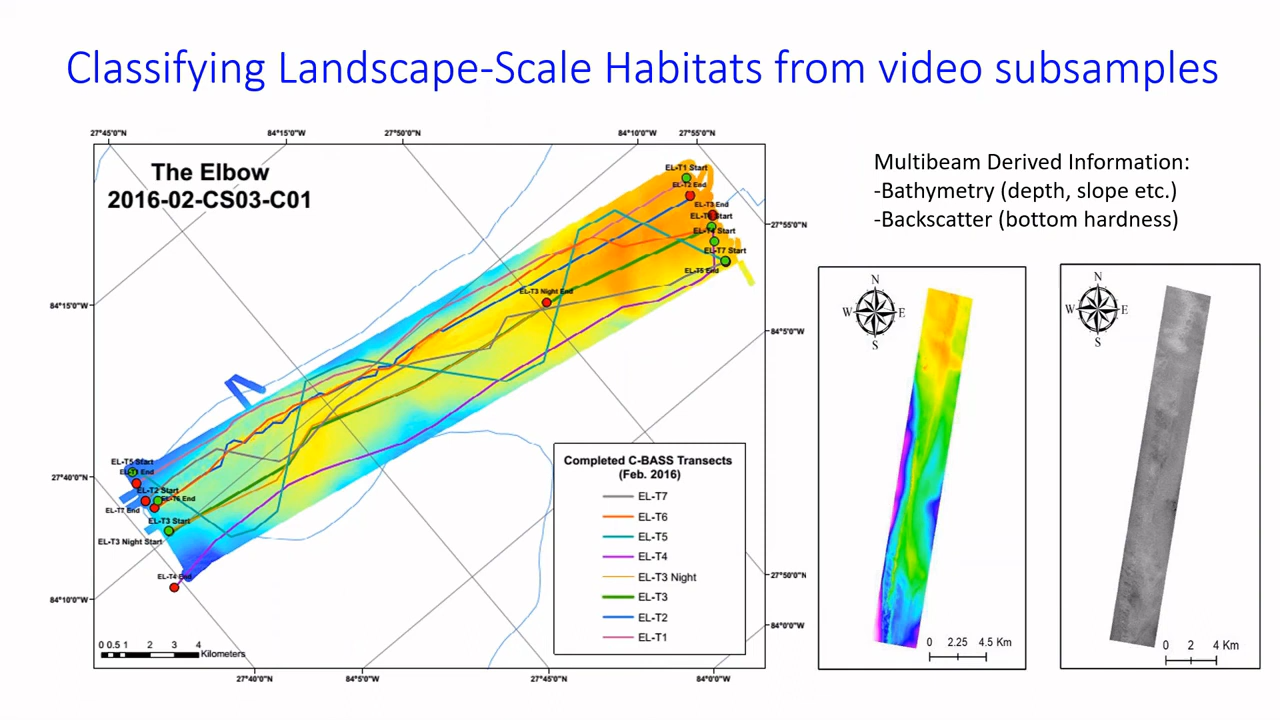 Classifying Landscape-Scale Habitats from video subsamples
27°45'0"N
84°15'0"W
27°50'0"N
84°10'0"W
27°55'0"N
The Elbow
2016-02-CS03-C01
EL-T1 Start
EL-T2 End
EL-T3 End
EL-T6 Start
EL-T4 Start
EL-T7 Start
EL-T5 End
27°55'0"N
84°15'0"W
EL-T3 Night End
84°5'0"W
EL-T5 Start
EL-T1 End
27°40'0"N
EL-T2 Start
EL-T6 End
EL-T7 End
EL-T3 Start
EL-T3 Night Start
EL-T4 End
84°10'0"W
27°50'0"N
84°0'0"W
Completed C-BASS Transects
(Feb. 2016)
EL-T7
EL-T6
EL-T5
EL-T4
EL-T3 Night
EL-T3
EL-T2
EL-T1
0 0.5 1 2 3 4
Kilometers
27°40'0"N
84°5'0"W
27°45'0"N
84°0'0"W
Multibeam Derived Information:
-Bathymetry (depth, slope etc.)
-Backscatter (bottom hardness)
N
W E
S
0 2.25 4.5 Km
N
W E
S
0 2 4 Km